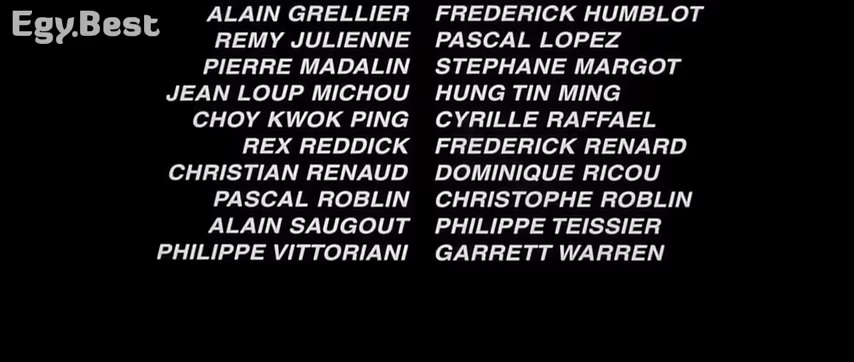 Egy.Best
ALAIN GRELLIER FREDERICK HUMBLOT
REMY JULIENNE PASCAL LOPEZ
PIERRE MADALIN STEPHANE MARGOT
JEAN LOUP MICHOU HUNG TIN MING
CHOY KWOK PING CYRILLE RAFFAEL
REX REDDICK FREDERICK RENARD
CHRISTIAN RENAUD DOMINIQUE RICOU
PASCAL ROBLIN CHRISTOPHE ROBLIN
ALAIN SAUGOUT PHILIPPE TEISSIER
PHILIPPE VITTORIANI GARRETT WARREN